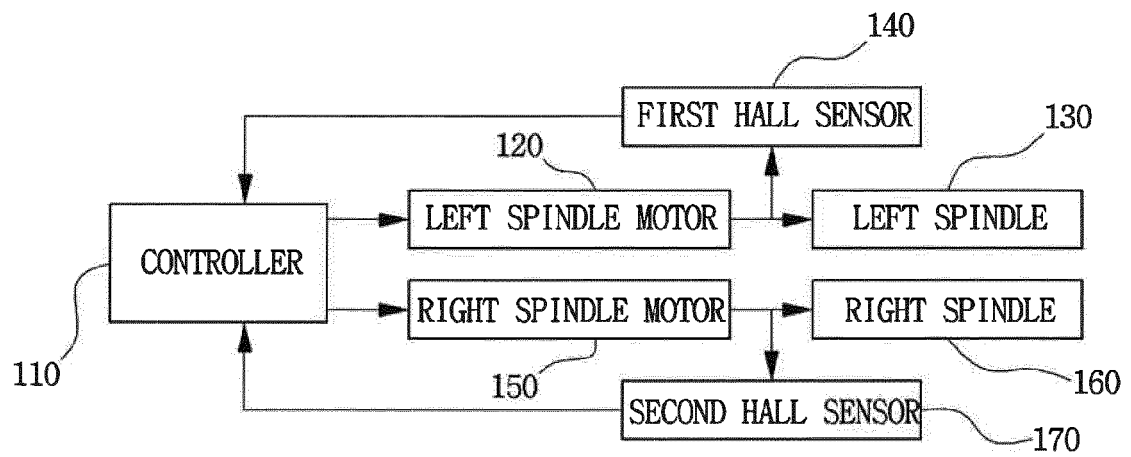 140
FIRST HALL SENSOR
130
120
LEFT SPINDLE MOTOR
LEFT SPINDLE
CONTROLLER
RIGHT SPINDLE MOTOR
RIGHT SPINDLE
110
150
160
SECOND HALL SENSOR
170